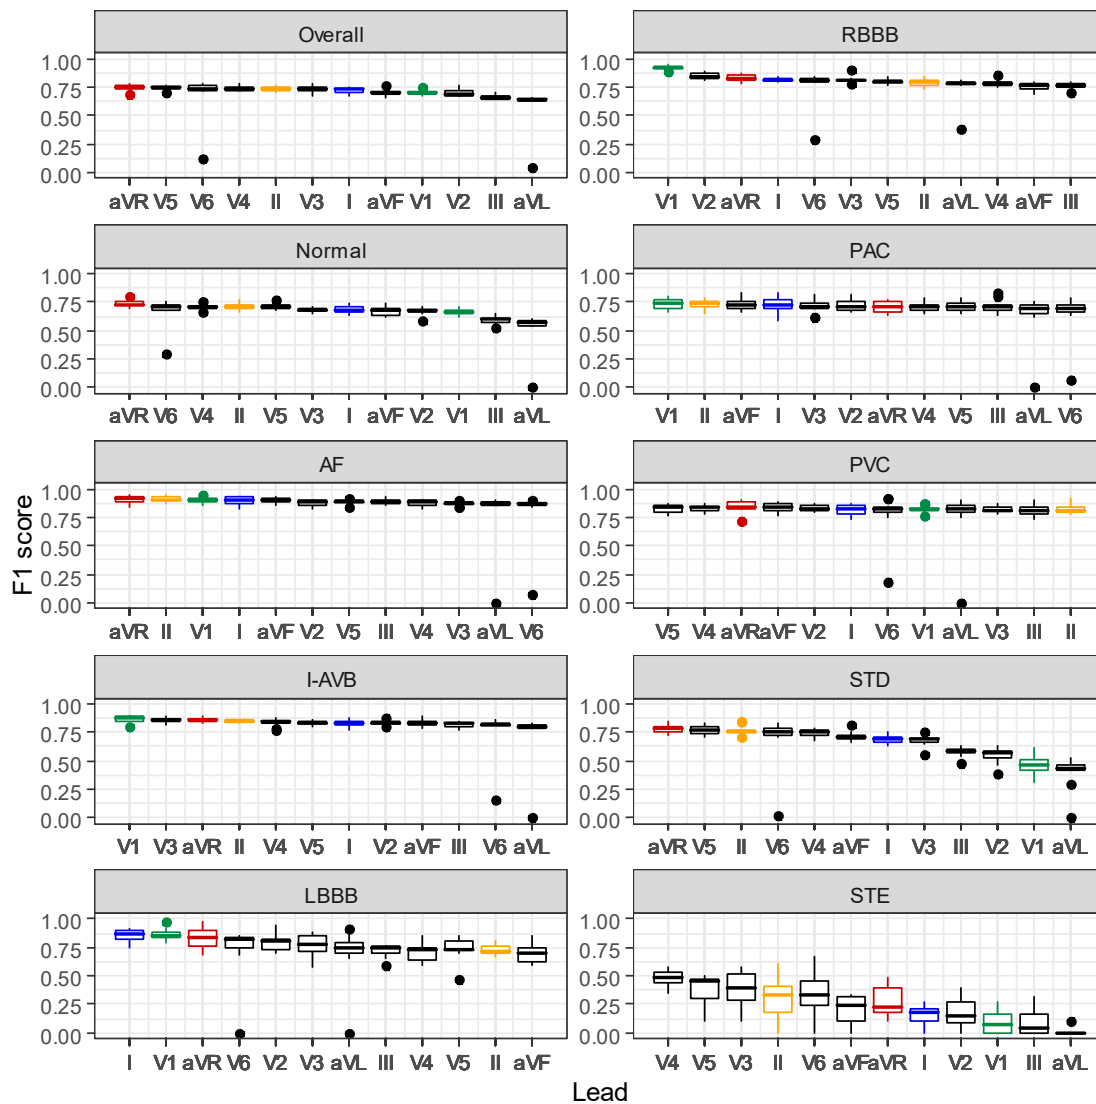 Overall
1.00
0.75
0.50
0.25
0.00
aVR V5 V6 V4 II V3 I aVF V1 V2 III aVL
RBBB
1.00
0.75
0.50
0.25
0.00
V1 V2 aVR I V6 V3 V5 II aVL V4 aVF III
Normal
1.00
0.75
0.50
0.25
0.00
aVR V6 V4 II V5 V3 I aVF V2 V1 III aVL
PAC
1.00
0.75
0.50
0.25
0.00
V1 II aVF I V3 V2 aVR V4 V5 III aVL V6
AF
1.00
0.75
0.50
0.25
0.00
aVR II V1 I aVF V2 V5 III V4 V3 aVL V6
PVC
1.00
0.75
0.50
0.25
0.00
V5 V4 aVR aVF V2 I V6 V1 aVL V3 III II
I-AVB
1.00
0.75
0.50
0.25
0.00
V1 V3 aVR II V4 V5 I V2 aVF III V6 aVL
STD
1.00
0.75
0.50
0.25
0.00
aVR V5 II V6 V4 aVF I V3 III V2 V1 aVL
LBBB
1.00
0.75
0.50
0.25
0.00
I V1 aVR V6 V2 V3 aVL III V4 V5 II aVF
STE
1.00
0.75
0.50
0.25
0.00
V4 V5 V3 II V6 aVF aVR I V2 V1 III aVL
F1 score
Lead